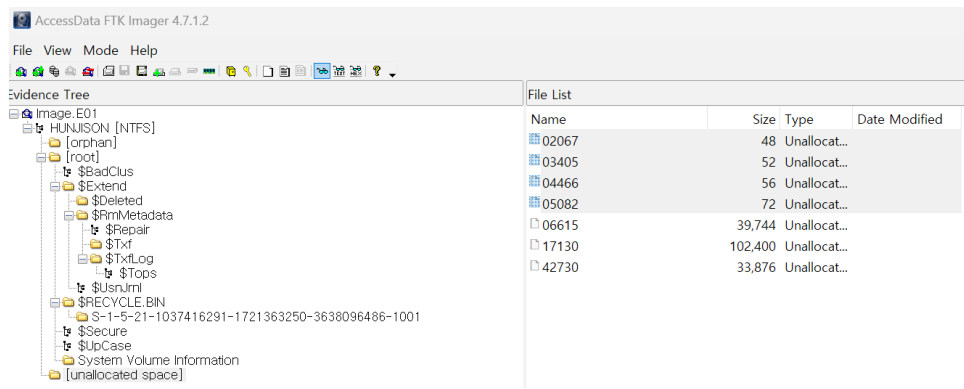 AccessData FTK Imager 4.7.1.2
File View Mode Help
Evidence Tree
Image.E01
HUNJISON [NTFS]
[orphan]
[root]
$BadClus
$Extend
$Deleted
$RmMetadata
$Repair
$Txf
$TxfLog
$Tops
$UsnJrnl
$RECYCLE.BIN
S-1-5-21-1037416291-1721363250-3638096486-1001
$Secure
$UpCase
System Volume Information
[unallocated space]
File List
Name Size Type Date Modified
02067 48 Unallocat...
03405 52 Unallocat...
04466 56 Unallocat...
05082 72 Unallocat...
06615 39,744 Unallocat...
17130 102,400 Unallocat...
42730 33,876 Unallocat...